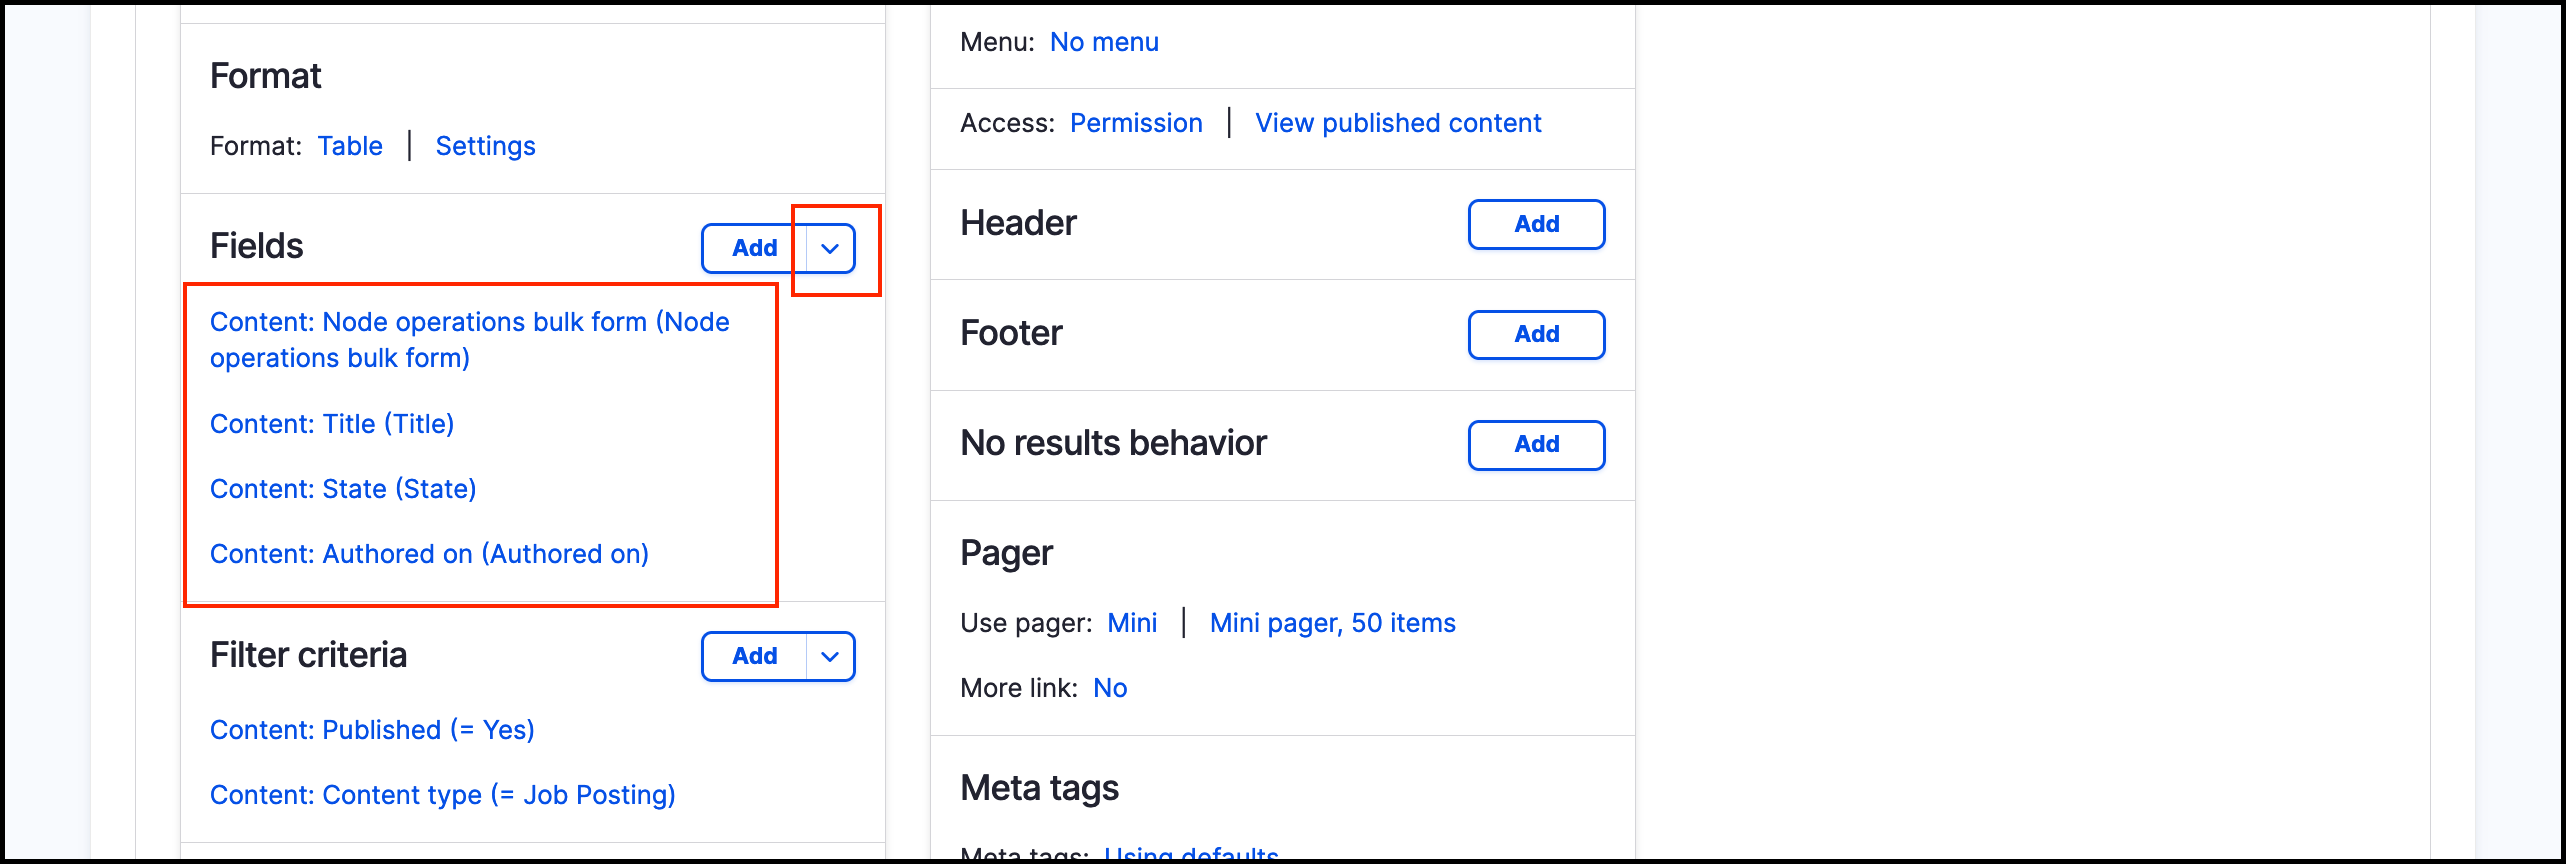 Format
Format: Table | Settings
Fields
Add
Content: Node operations bulk form (Node
operations bulk form)
Content: Title (Title)
Content: State (State)
Content: Authored on (Authored on)
Filter criteria
Add
Content: Published (= Yes)
Content: Content type (= Job Posting)
Menu: No menu
Access: Permission | View published content
Header
Add
Footer
Add
No results behavior
Add
Pager
Use pager: Mini | Mini pager, 50 items
More link: No
Meta tags
Meta tags: Using defaults